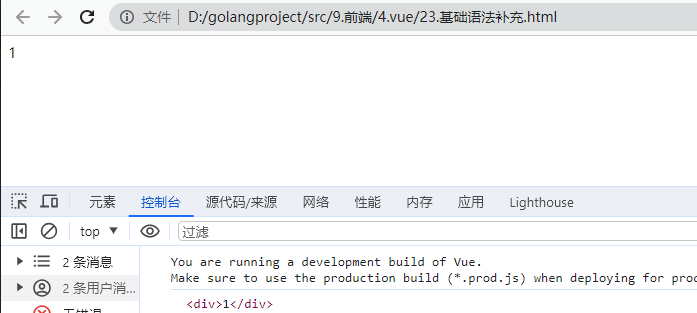 文件 D:/golangproject/src/9.前端/4.vue/23.基础语法补充.html
1
元素 控制台 源代码/来源 网络 性能 内存 应用 Lighthouse
top 过滤
2 条消息
2 条用户消...
You are running a development build of Vue.
Make sure to use the production build (*.prod.js) when deploying for prod
<div>1</div>